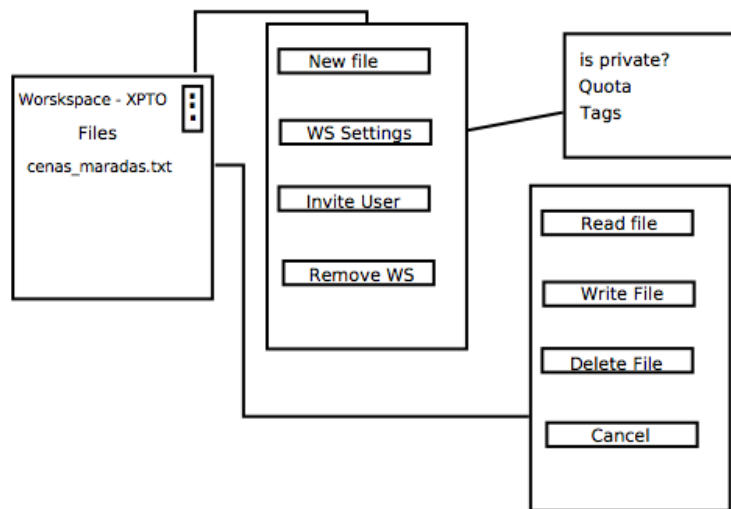 Worskspace - XPTO
Files
cenas_maradas.txt
New file
WS Settings
Invite User
Remove WS
is private?
Quota
Tags
Read file
Write File
Delete File
Cancel